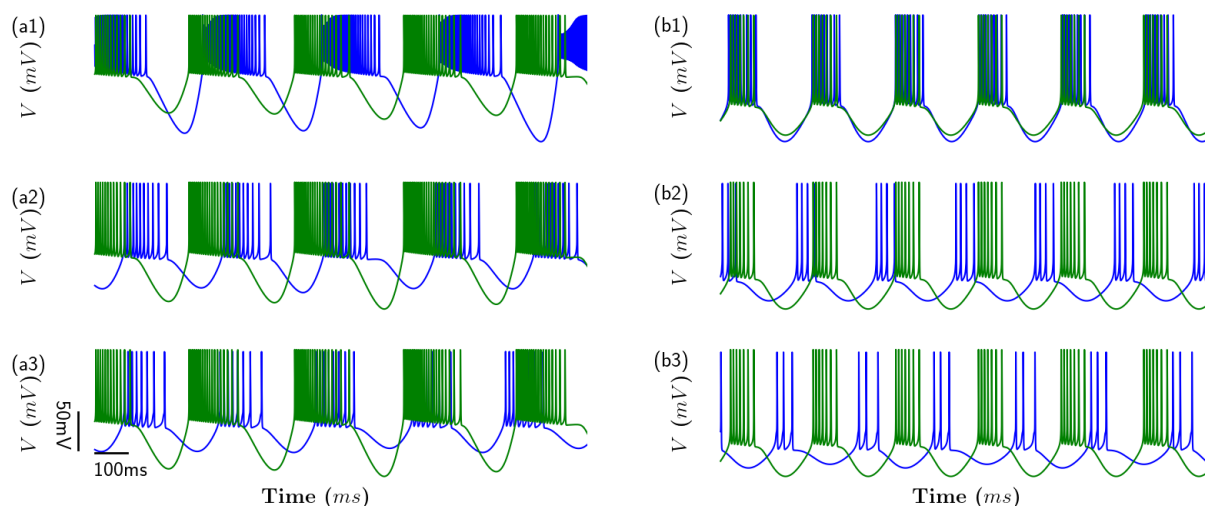 (a1)
V (mV)
(b1)
V (mV)
(a2)
V (mV)
(b2)
V (mV)
(a3)
V (mV)
50mV
100ms
Time (ms)
(b3)
V (mV)
Time (ms)